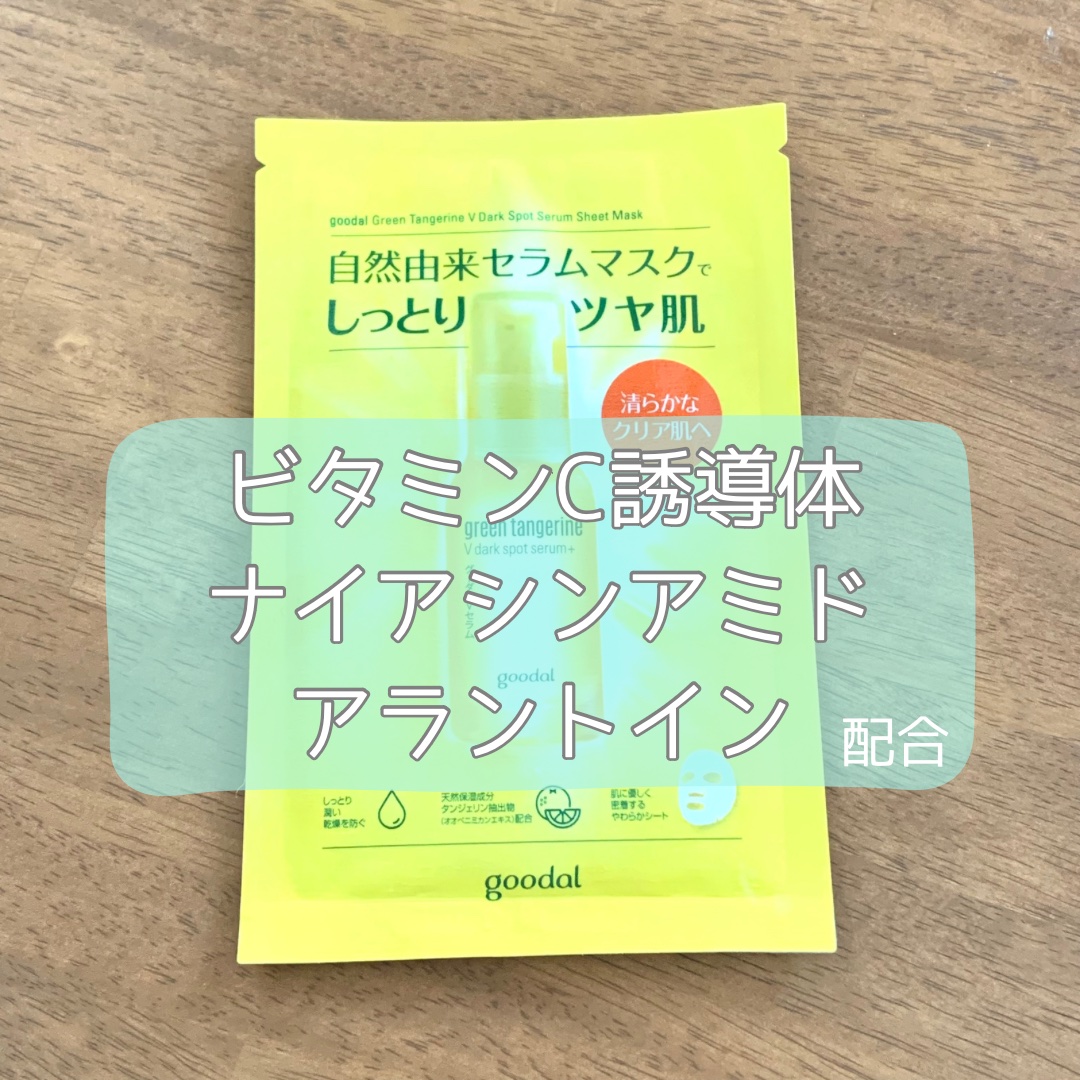 goodal Green Tangerine V Dark Spot Serum Sheet Mask
自然由来セラムマスクで
しっとり ツヤ肌
清らかな
クリア肌へ
ビタミンC誘導体
green tangerine
V dark spot serum+
ナイアシンアミド
goodal
アラントイン 配合
しっとり
潤い
乾燥を防ぐ
天然保湿成分
タンジェリン抽出物
(オオベニミカンエキス)配合
肌に優しく
密着する
やわらかシート
goodal